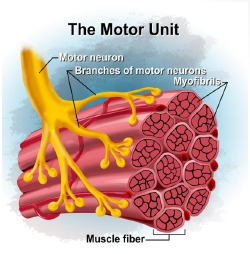 The Motor Unit
Motor neuron
Branches of motor neurons
Myofibrils
Muscle fiber